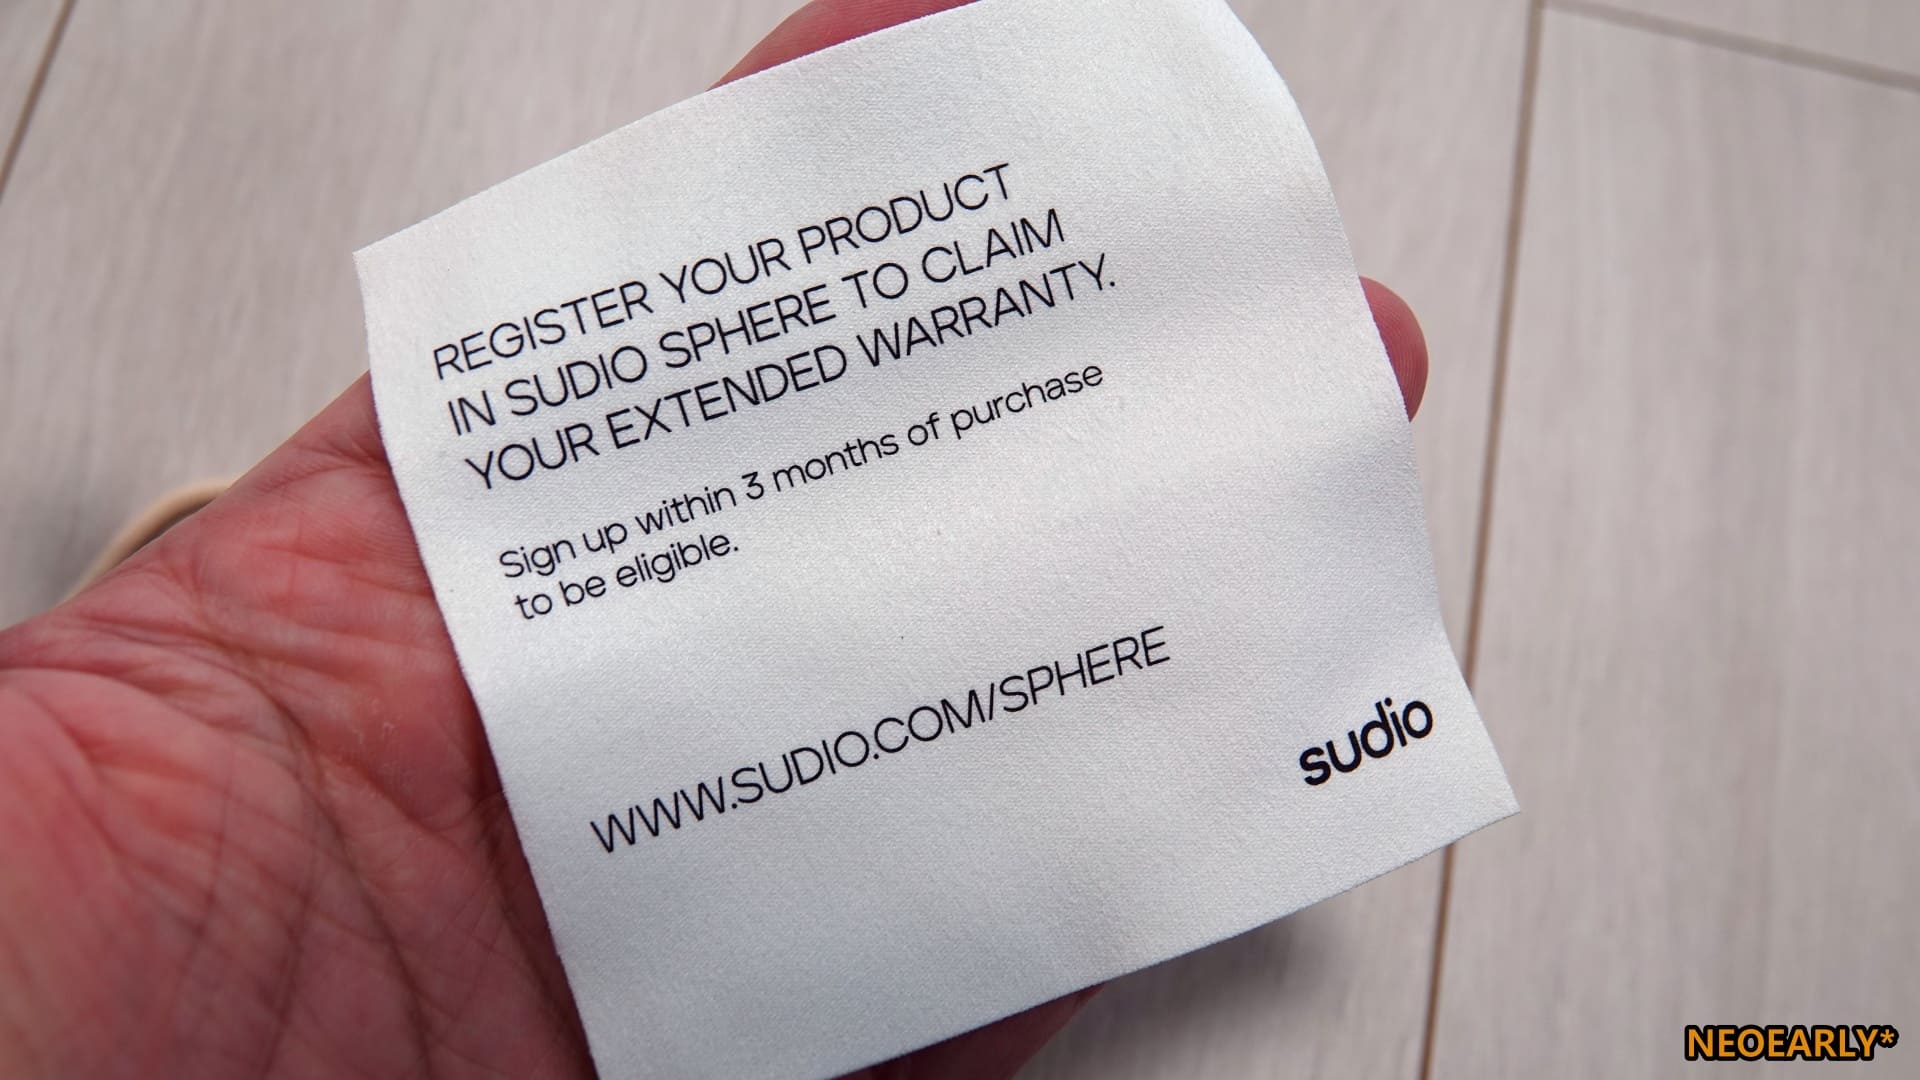 REGISTER YOUR PRODUCT
IN SUDIO SPHERE TO CLAIM
YOUR EXTENDED WARRANTY.
Sign up within 3 months of purchase
to be eligible.
WWW.SUDIO.COM/SPHERE
sudio
NEOEARLY*